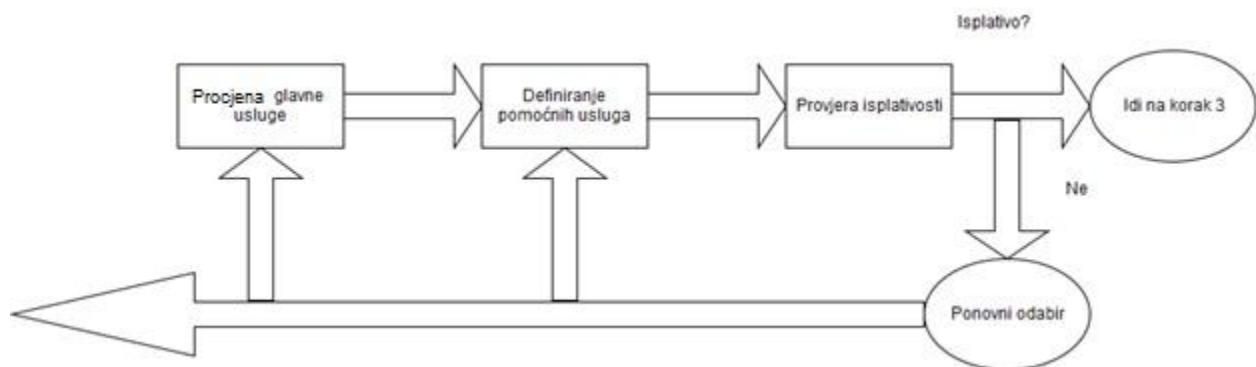 Isplativo?
Procjena glavne
usluge
Definiranje
pomoćnih usluga
Provjera isplativosti
Idi na korak 3
Ne
Ponovni odabir